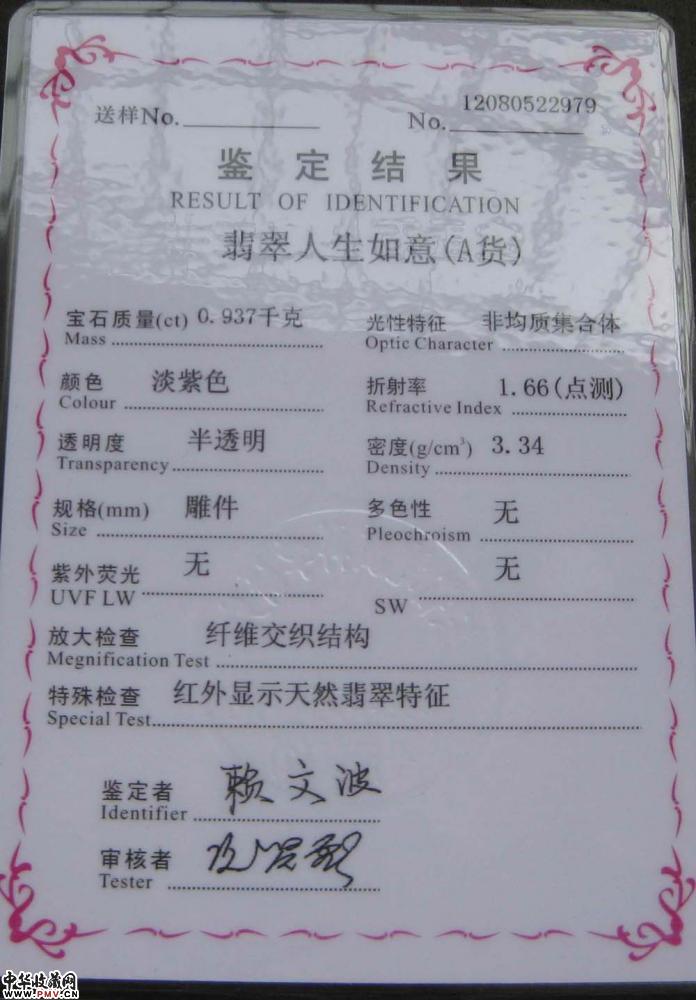 送样No.
No. 12080522979
鉴定结果
RESULT OF IDENTIFICATION
翡翠人生如意(A货)
宝石质量(ct) 0.937千克
Mass
光性特征 非均质集合体
Optic Character
颜色 淡紫色
Colour
折射率 1.66(点测)
Refractive Index
透明度 半透明
Transparency
密度(g/cm³) 3.34
Density
规格(mm) 雕件
Size
多色性 无
Pleochroism
紫外荧光 无
UVF LW
无
SW
放大检查 纤维交织结构
Megnification Test
特殊检查 红外显示天然翡翠特征
Special Test
鉴定者 赖文波
Identifier
审核者
Tester
中华收藏网
www.PMV.CN